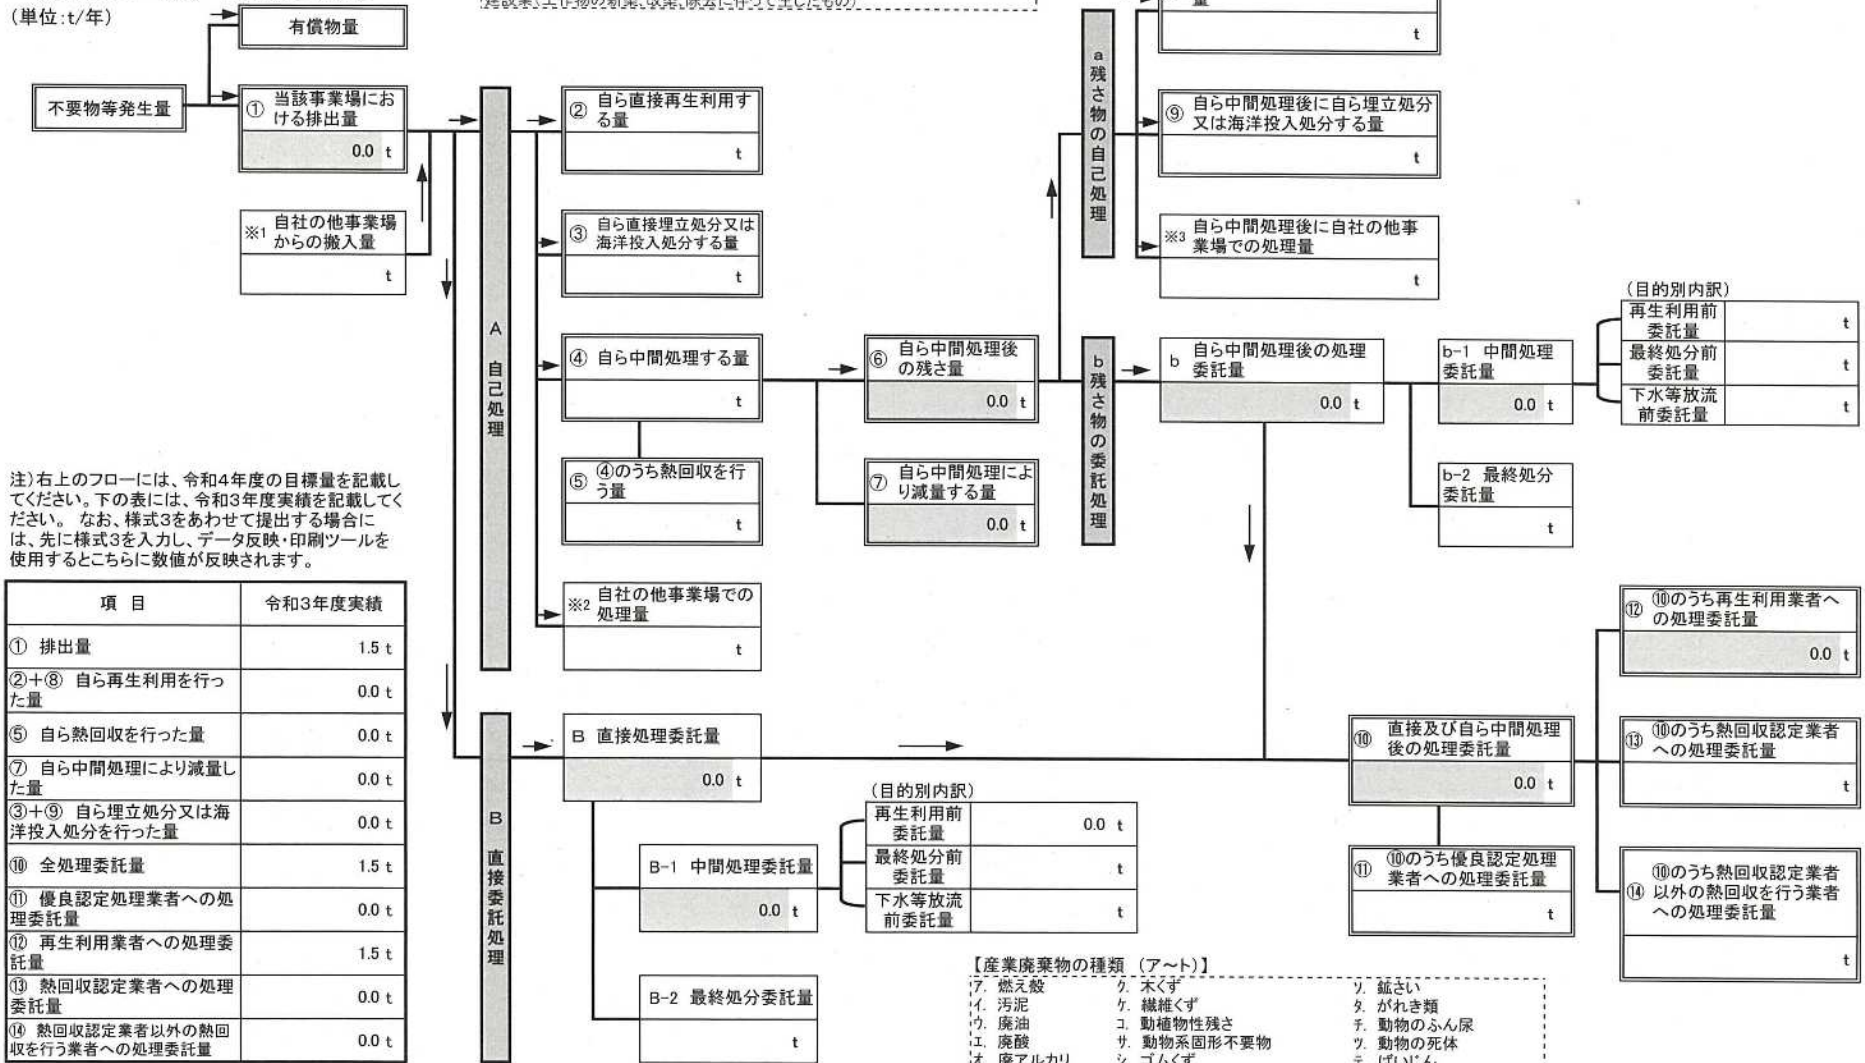 (単位:t/年)
有償物量
不要物等発生量
① 当該事業場にお
ける排出量
0.0 t
※1 自社の他事業場
からの搬入量
t
A 自己処理
② 自ら直接再生利用す
る量
t
③ 自ら直接埋立処分又は
海洋投入処分する量
t
④ 自ら中間処理する量
t
⑤ ④のうち熱回収を行
う量
t
※2 自社の他事業場での
処理量
t
⑥ 自ら中間処理後
の残さ量
0.0 t
⑦ 自ら中間処理によ
り減量する量
0.0 t
a 残さ物の自己処理
量
t
⑨ 自ら中間処理後に自ら埋立処分
又は海洋投入処分する量
t
※3 自ら中間処理後に自社の他事
業場での処理量
t
b 残さ物の委託処理
b 自ら中間処理後の処理
委託量
0.0 t
b-1 中間処理
委託量
0.0 t
b-2 最終処分
委託量
t
(目的別内訳)
再生利用前
委託量
t
最終処分前
委託量
t
下水等放流
前委託量
t
注)右上のフローには、令和4年度の目標量を記載し
てください。下の表には、令和3年度実績を記載してく
ださい。 なお、様式3をあわせて提出する場合に
は、先に様式3を入力し、データ反映・印刷ツールを
使用するとこちらに数値が反映されます。
項 目 令和3年度実績
① 排出量 1.5 t
②+⑧ 自ら再生利用を行っ
た量 0.0 t
⑤ 自ら熱回収を行った量 0.0 t
⑦ 自ら中間処理により減量し
た量 0.0 t
③+⑨ 自ら埋立処分又は海
洋投入処分を行った量 0.0 t
⑩ 全処理委託量 1.5 t
⑪ 優良認定処理業者への処
理委託量 0.0 t
⑫ 再生利用業者への処理委
託量 1.5 t
⑬ 熱回収認定業者への処理
委託量 0.0 t
⑭ 熱回収認定業者以外の熱回
収を行う業者への処理委託量 0.0 t
B 直接委託処理
B 直接処理委託量
0.0 t
B-1 中間処理委託量
0.0 t
B-2 最終処分委託量
t
(目的別内訳)
再生利用前
委託量
0.0 t
最終処分前
委託量
t
下水等放流
前委託量
t
⑩ 直接及び自ら中間処理
後の処理委託量
0.0 t
⑪ ⑩のうち優良認定処理
業者への処理委託量
t
⑫ ⑩のうち再生利用業者へ
の処理委託量
0.0 t
⑬ ⑩のうち熱回収認定業者
への処理委託量
t
⑭ ⑩のうち熱回収認定業者
以外の熱回収を行う業者
への処理委託量
t
【産業廃棄物の種類 (ア~ト)】
ア. 燃え殻 ク. 木くず ソ. 鉱さい
イ. 汚泥 ケ. 繊維くず タ. がれき類
ウ. 廃油 コ. 動植物性残さ チ. 動物のふん尿
エ. 廃酸 サ. 動物系固形不要物 ツ. 動物の死体
オ. 廃アルカリ シ. ゴムくず テ. ばいじん